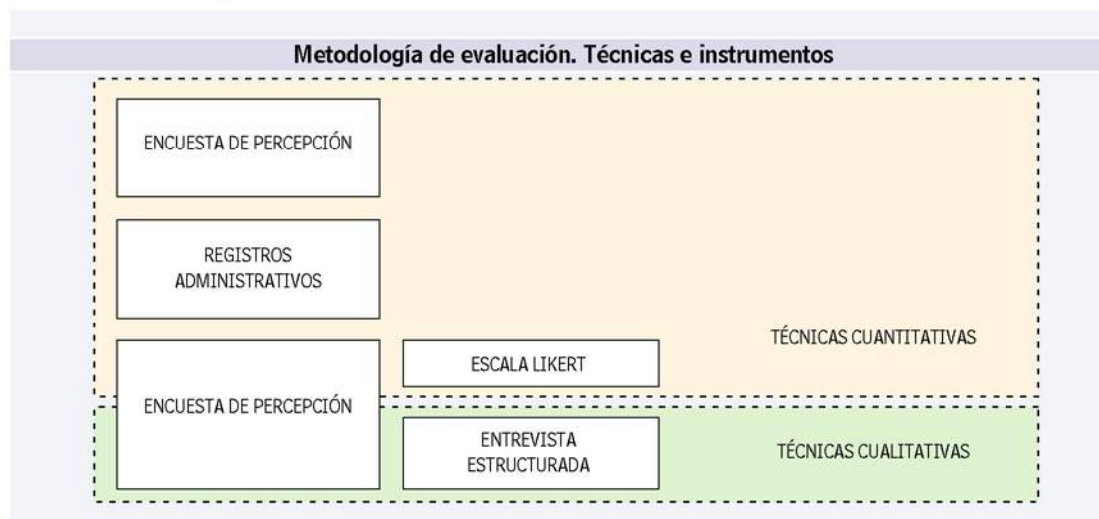 Metodología de evaluación. Técnicas e instrumentos
ENCUESTA DE PERCEPCIÓN
REGISTROS
ADMINISTRATIVOS
TÉCNICAS CUANTITATIVAS
ESCALA LIKERT
ENCUESTA DE PERCEPCIÓN
ENTREVISTA
ESTRUCTURADA
TÉCNICAS CUALITATIVAS